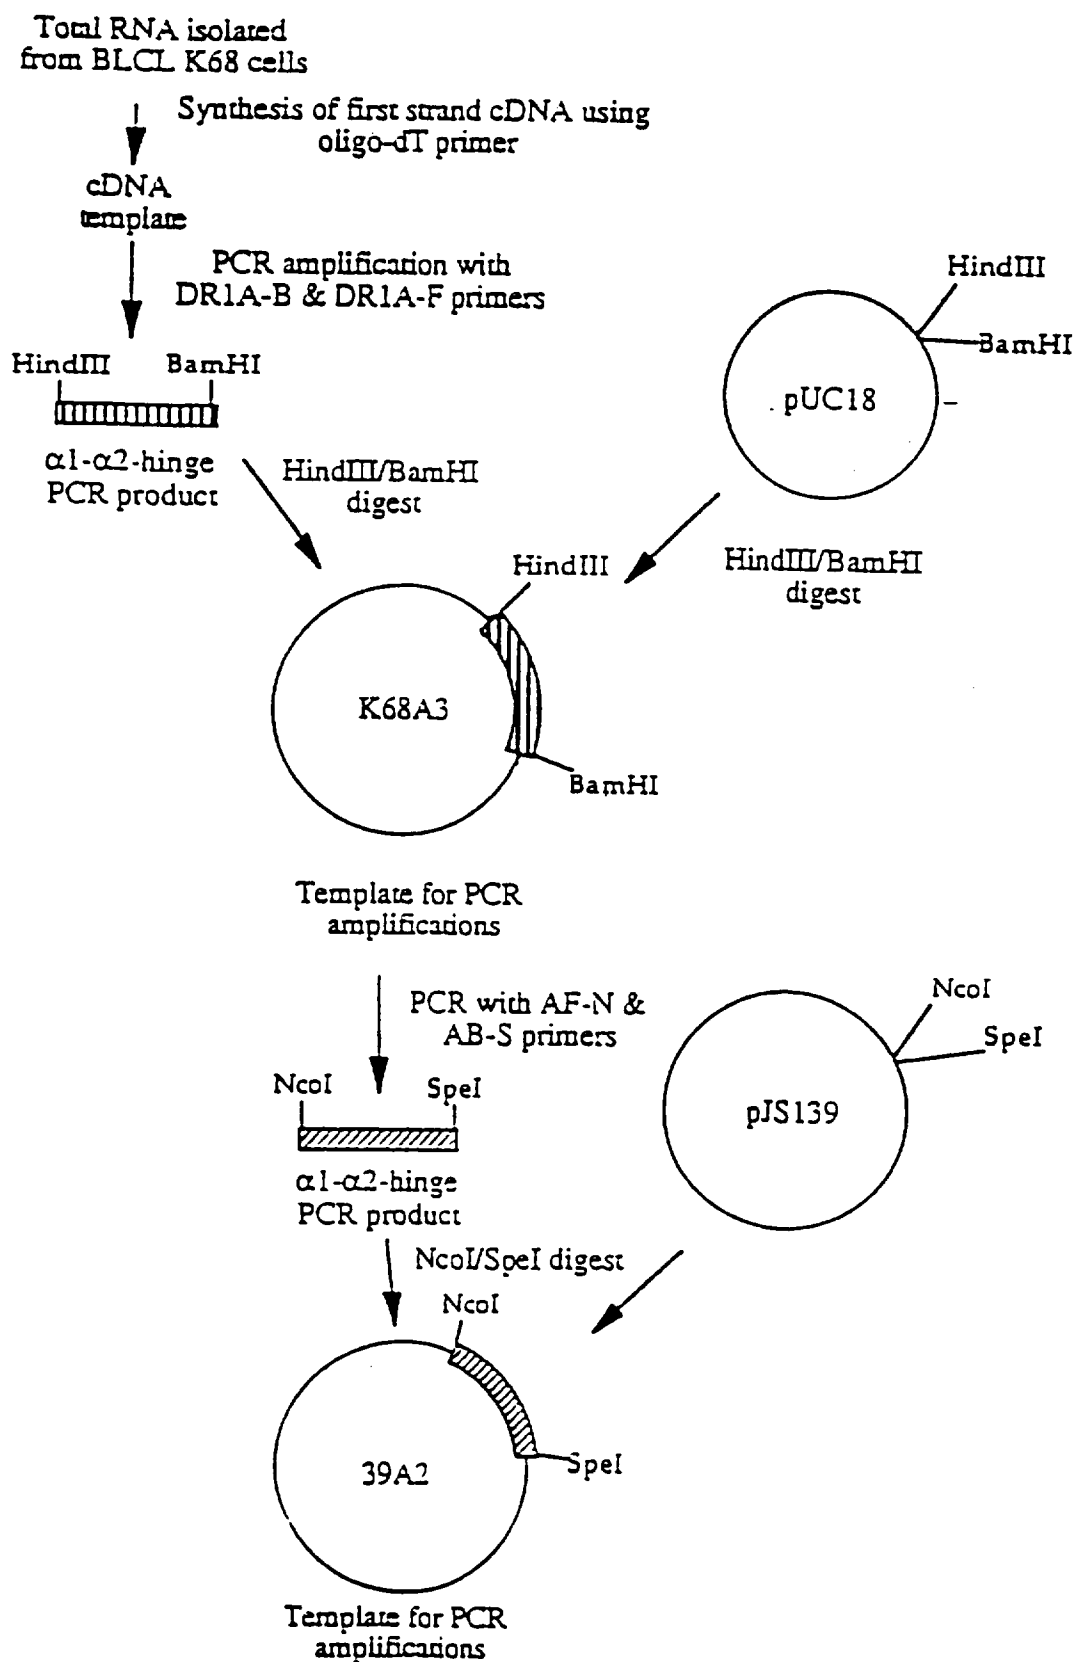 Total RNA isolated
from BLCL K68 cells
Synthesis of first strand cDNA using
oligo-dT primer
cDNA
template
PCR amplification with
DR1A-B & DR1A-F primers
HindIII
BamHI
HindIII
BamHI
pUC18
α1-α2-hinge
PCR product
HindIII/BamHI
digest
HindIII/BamHI
digest
HindIII
K68A3
BamHI
Template for PCR
amplifications
PCR with AF-N &
AB-S primers
NcoI
SpeI
NcoI
SpeI
pJS139
α1-α2-hinge
PCR product
NcoI/SpeI digest
NcoI
39A2
SpeI
Template for PCR
amplifications